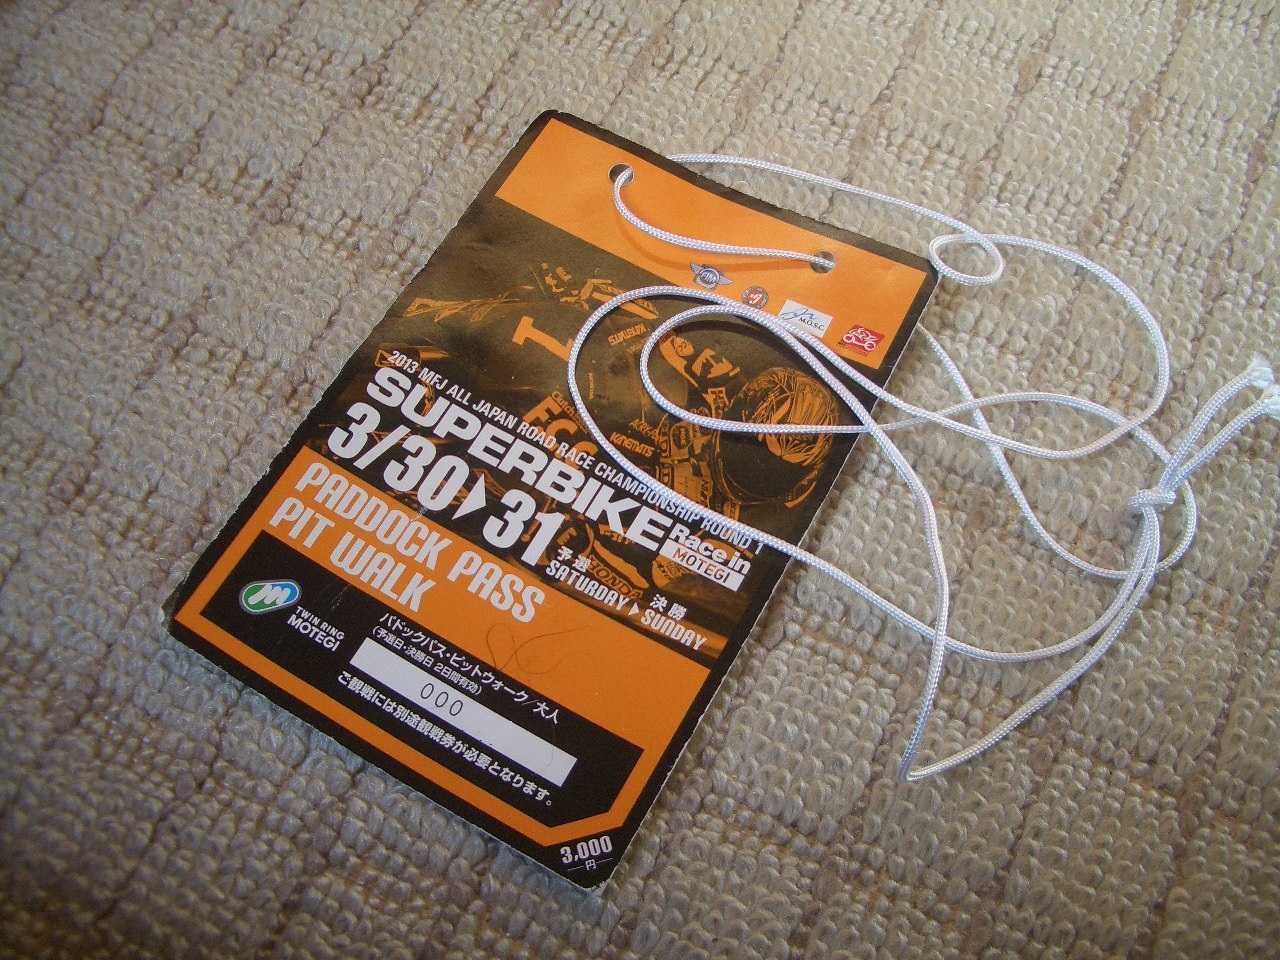 FIM
M.O.S.C.
KANEMATS
KANEMATS
2013 MFJ ALL JAPAN ROAD RACE CHAMPIONSHIP ROUND 1
SUPERBIKE Race in MOTEGI
3/30▶31
予選 決勝
SATURDAY▶SUNDAY
HONDA
PADDOCK PASS
PIT WALK
TWIN RING
MOTEGI
パドックパス・ピットウォーク/大人
(予選日・決勝日 2日間有効)
000
ご観戦には別途観戦券が必要となります。
3,000
円